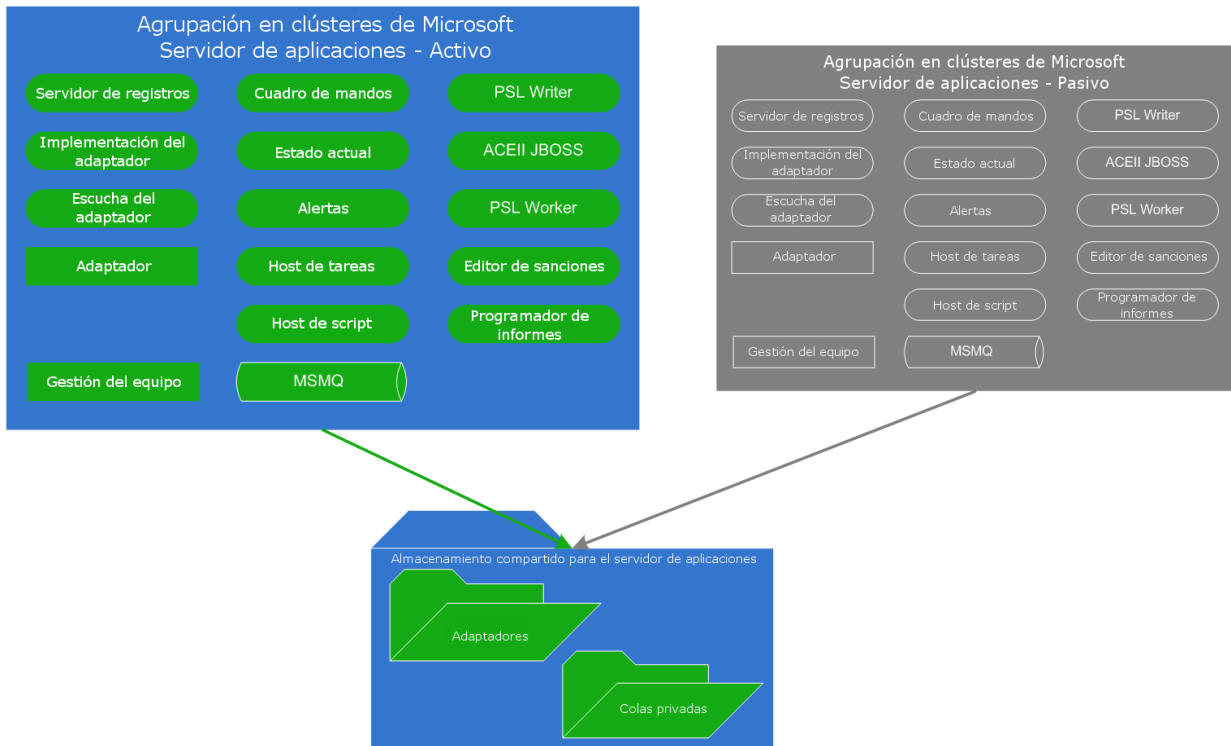 Agrupación en clústeres de Microsoft
Servidor de aplicaciones - Activo
Servidor de registros
Cuadro de mandos
PSL Writer
Implementación del
adaptador
Estado actual
ACEII JBOSS
Escucha del
adaptador
Alertas
PSL Worker
Adaptador
Host de tareas
Editor de sanciones
Host de script
Programador de
informes
Gestión del equipo
MSMQ
Agrupación en clústeres de Microsoft
Servidor de aplicaciones - Pasivo
Servidor de registros
Cuadro de mandos
PSL Writer
Implementación del
adaptador
Estado actual
ACEII JBOSS
Escucha del
adaptador
Alertas
PSL Worker
Adaptador
Host de tareas
Editor de sanciones
Host de script
Programador de
informes
Gestión del equipo
MSMQ
Almacenamiento compartido para el servidor de aplicaciones
Adaptadores
Colas privadas